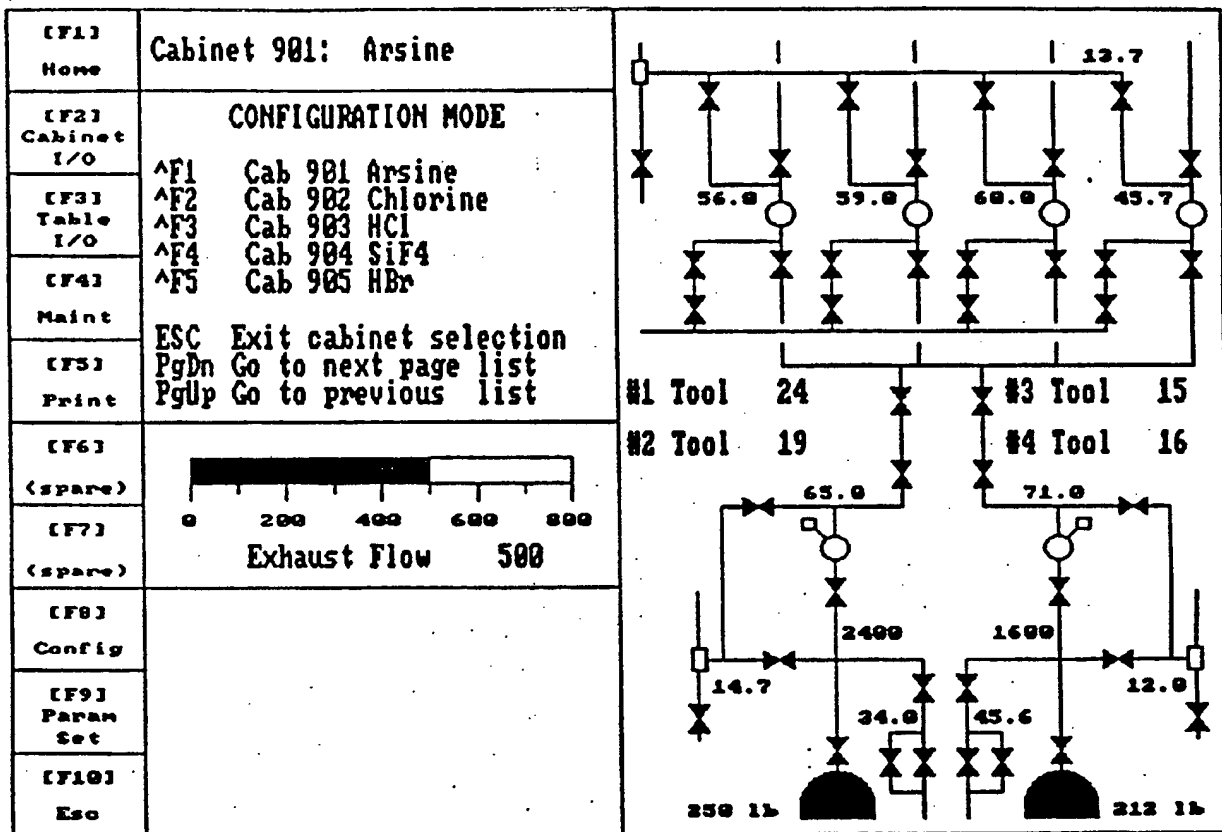 [F1]
Home
[F2]
Cabinet
I/O
[F3]
Table
I/O
[F4]
Maint
[F5]
Print
[F6]
(spare)
[F7]
(spare)
[F8]
Config
[F9]
Param
Set
[F10]
Esc
Cabinet 901: Arsine
CONFIGURATION MODE
^F1 Cab 901 Arsine
^F2 Cab 902 Chlorine
^F3 Cab 903 HCl
^F4 Cab 904 SiF4
^F5 Cab 905 HBr
ESC Exit cabinet selection
PgDn Go to next page list
PgUp Go to previous list
0 200 400 600 800
Exhaust Flow 500
13.7
56.0 59.0 60.0 45.7
#1 Tool 24 #3 Tool 15
#2 Tool 19 #4 Tool 16
65.0 71.0
2400 1600
14.7 12.0
34.0 45.6
250 lb 212 lb